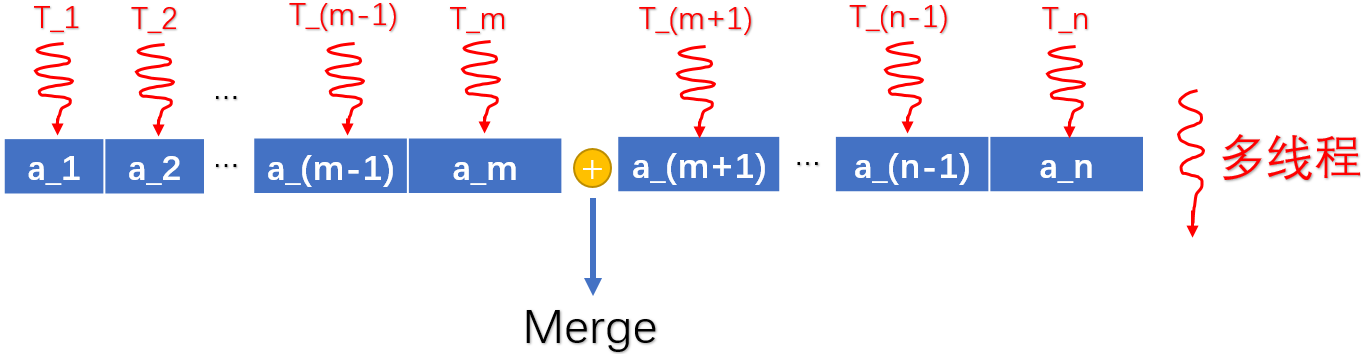 T_1 T_2 T_(m-1) T_m T_(m+1) T_(n-1) T_n
...
a_1 a_2 ... a_(m-1) a_m + a_(m+1) ... a_(n-1) a_n
多线程
Merge